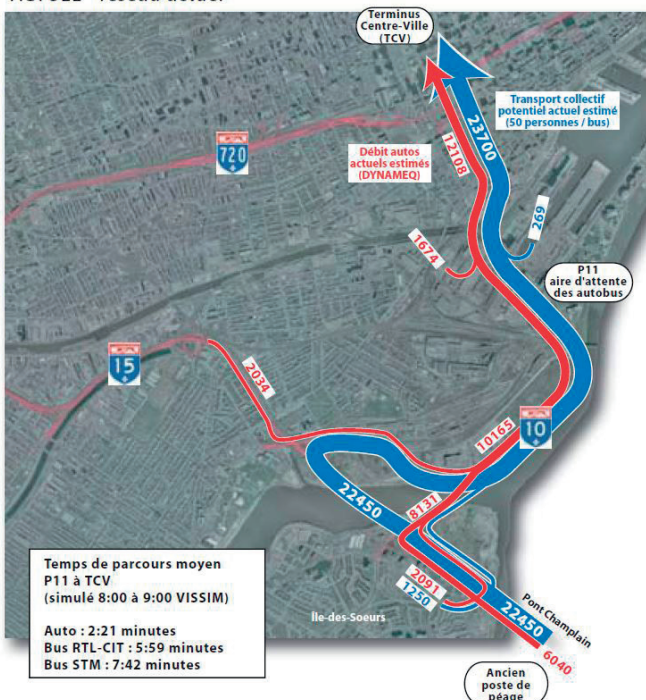 Terminus
Centre-Ville
(TCV)
Transport collectif
potentiel actuel estimé
(50 personnes / bus)
23700
12108
Débit autos
actuels estimés
(DYNAMEQ)
720
269
1674
P11
aire d'attente
des autobus
15
2034
10165
10
22450
8131
Temps de parcours moyen
P11 à TCV
(simulé 8:00 à 9:00 VISSIM)
Auto : 2:21 minutes
Bus RTL-CIT : 5:59 minutes
Bus STM : 7:42 minutes
2091
1250
Île-des-Soeurs
Pont Champlain
22450
6040
Ancien
poste de
péage